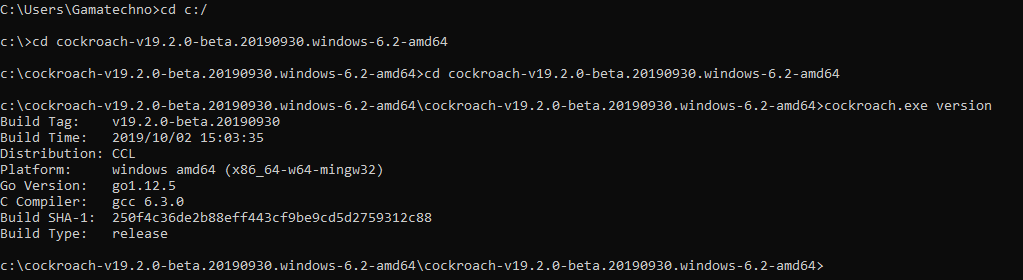 C:\Users\Gamatechno>cd c:/
c:\>cd cockroach-v19.2.0-beta.20190930.windows-6.2-amd64
c:\cockroach-v19.2.0-beta.20190930.windows-6.2-amd64>cd cockroach-v19.2.0-beta.20190930.windows-6.2-amd64
c:\cockroach-v19.2.0-beta.20190930.windows-6.2-amd64\cockroach-v19.2.0-beta.20190930.windows-6.2-amd64>cockroach.exe version
Build Tag:    v19.2.0-beta.20190930
Build Time:   2019/10/02 15:03:35
Distribution: CCL
Platform:     windows amd64 (x86_64-w64-mingw32)
Go Version:   go1.12.5
C Compiler:   gcc 6.3.0
Build SHA-1:  250f4c36de2b88eff443cf9be9cd5d2759312c88
Build Type:   release
c:\cockroach-v19.2.0-beta.20190930.windows-6.2-amd64\cockroach-v19.2.0-beta.20190930.windows-6.2-amd64>